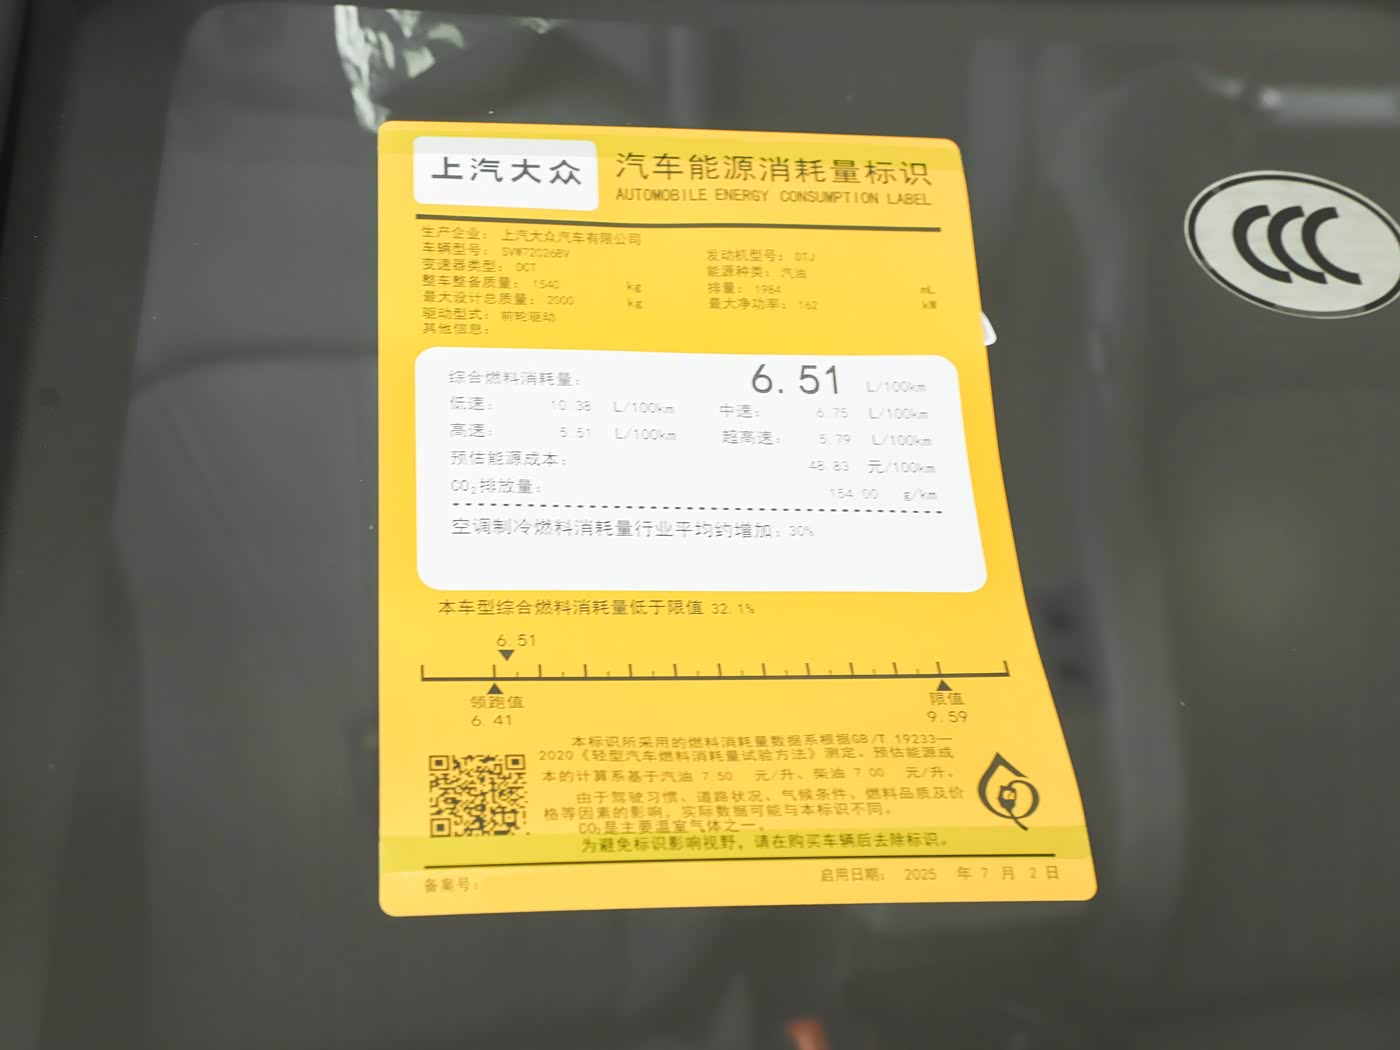 上汽大众
汽车能源消耗量标识
AUTOMOBILE ENERGY CONSUMPTION LABEL
生产企业: 上汽大众汽车有限公司
车辆型号: SVW72026BV 发动机型号: DTJ
变速器类型: DCT 能源种类: 汽油
整车整备质量: 1540 kg 排量: 1984 mL
最大设计总质量: 2000 kg 最大净功率: 162 kW
驱动型式: 前轮驱动
其他信息:
综合燃料消耗量: 6.51 L/100km
低速: 10.38 L/100km 中速: 6.75 L/100km
高速: 5.51 L/100km 超高速: 5.79 L/100km
预估能源成本: 48.83 元/100km
CO₂排放量: 154.00 g/km
空调制冷燃料消耗量行业平均约增加: 30%
本车型综合燃料消耗量低于限值 32.1%
6.51
领跑值 限值
6.41 9.59
本标识所采用的燃料消耗量数据系根据GB/T 19233—
2020《轻型汽车燃料消耗量试验方法》测定。预估能源成
本的计算系基于汽油 7.50 元/升、柴油 7.00 元/升。
由于驾驶习惯、道路状况、气候条件、燃料品质及价
格等因素的影响，实际数据可能与本标识不同。
CO₂是主要温室气体之一。
为避免标识影响视野，请在购买车辆后去除标识。
备案号: 启用日期: 2025 年 7 月 2 日
CCC